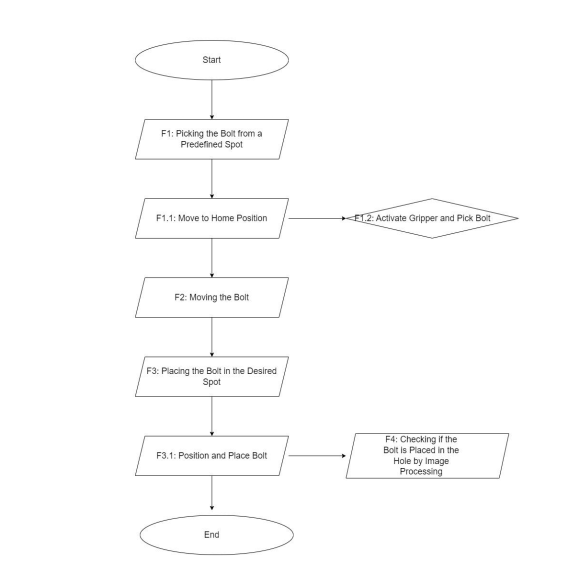 Start
F1: Picking the Bolt from a
Predefined Spot
F1.1: Move to Home Position
F1.2: Activate Gripper and Pick Bolt
F2: Moving the Bolt
F3: Placing the Bolt in the Desired
Spot
F3.1: Position and Place Bolt
F4: Checking if the
Bolt is Placed in the
Hole by Image
Processing
End